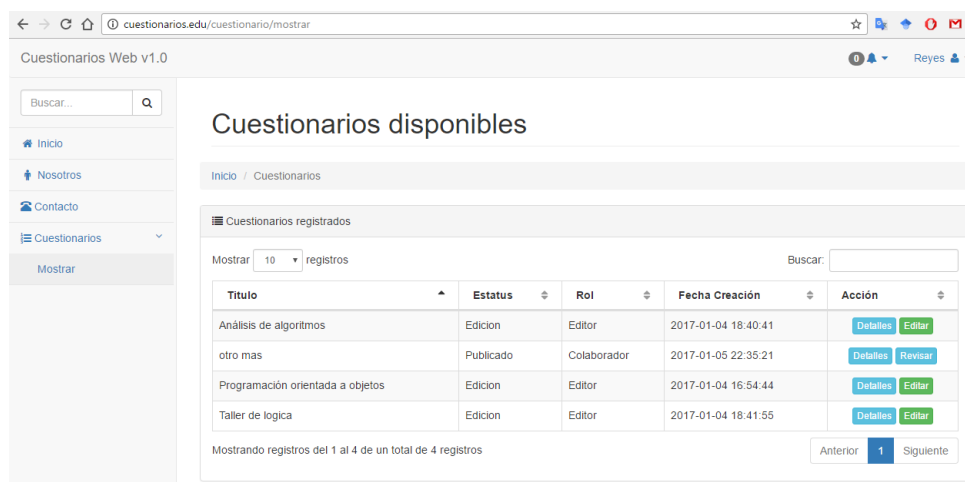 cuestionarios.edu/cuestionario/mostrar
Cuestionarios Web v1.0
0
Reyes
Buscar...
Inicio
Nosotros
Contacto
Cuestionarios
Mostrar
Cuestionarios disponibles
Inicio / Cuestionarios
Cuestionarios registrados
Mostrar 10 registros Buscar:
Titulo Estatus Rol Fecha Creación Acción
Análisis de algoritmos Edicion Editor 2017-01-04 18:40:41 Detalles Editar
otro mas Publicado Colaborador 2017-01-05 22:35:21 Detalles Revisar
Programación orientada a objetos Edicion Editor 2017-01-04 16:54:44 Detalles Editar
Taller de logica Edicion Editor 2017-01-04 18:41:55 Detalles Editar
Mostrando registros del 1 al 4 de un total de 4 registros Anterior 1 Siguiente